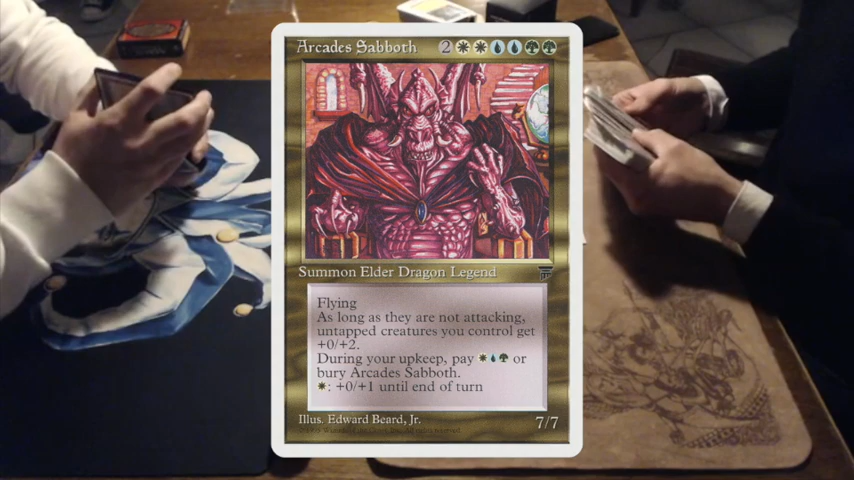 Arcades Sabboth 2
Summon Elder Dragon Legend
Flying
As long as they are not attacking,
untapped creatures you control get
+0/+2.
During your upkeep, pay or
bury Arcades Sabboth.
: +0/+1 until end of turn
Illus. Edward Beard, Jr.
7/7